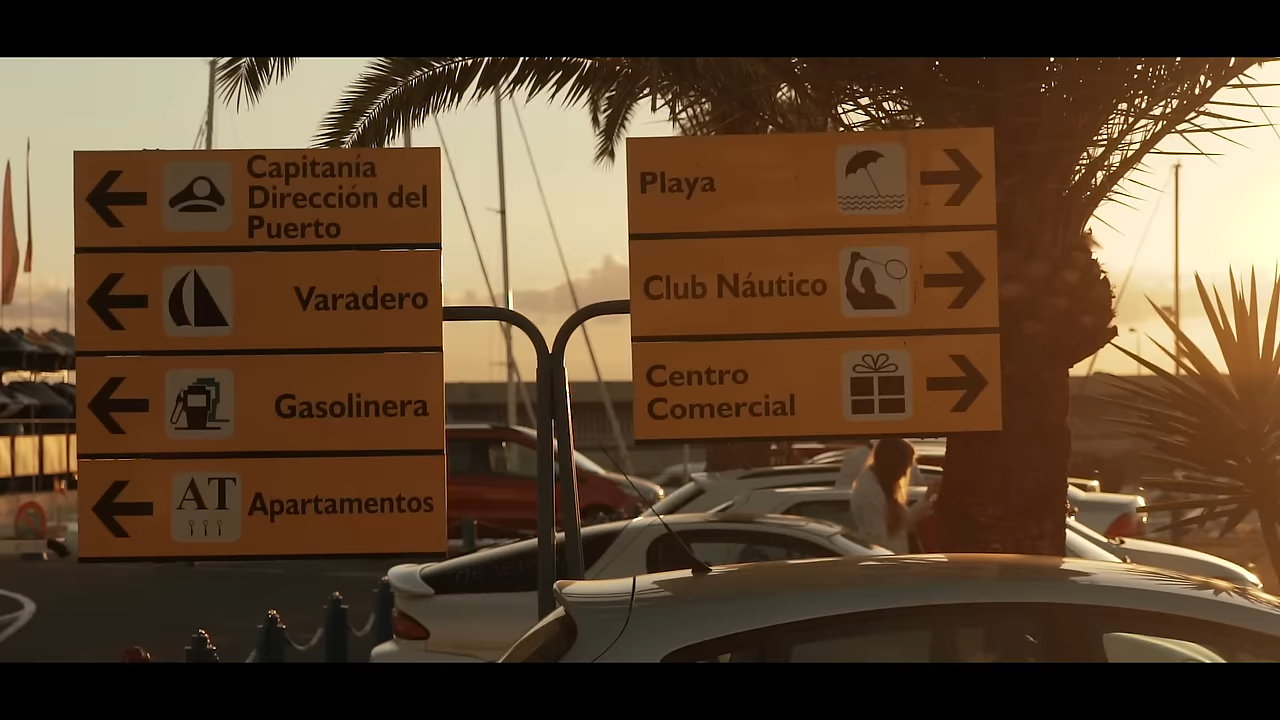 Capitanía
Dirección del
Puerto
Varadero
Gasolinera
AT
Apartamentos
Playa
Club Náutico
Centro
Comercial